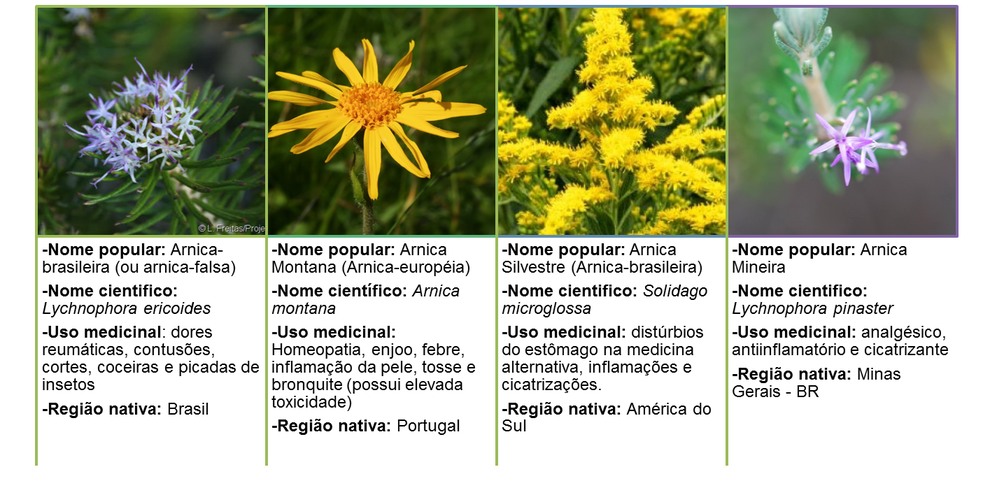 © L. Freitas/Proje
-Nome popular: Arnica-
brasileira (ou arnica-falsa)
-Nome cientifico:
Lychnophora ericoides
-Uso medicinal: dores
reumáticas, contusões,
cortes, coceiras e picadas de
insetos
-Região nativa: Brasil
-Nome popular: Arnica
Montana (Arnica-européia)
-Nome científico: Arnica
montana
-Uso medicinal:
Homeopatia, enjoo, febre,
inflamação da pele, tosse e
bronquite (possui elevada
toxicidade)
-Região nativa: Portugal
-Nome popular: Arnica
Silvestre (Arnica-brasileira)
-Nome cientifico: Solidago
microglossa
-Uso medicinal: distúrbios
do estômago na medicina
alternativa, inflamações e
cicatrizações.
-Região nativa: América do
Sul
-Nome popular: Arnica
Mineira
-Nome cientifico:
Lychnophora pinaster
-Uso medicinal: analgésico,
antiinflamatório e cicatrizante
-Região nativa: Minas
Gerais - BR